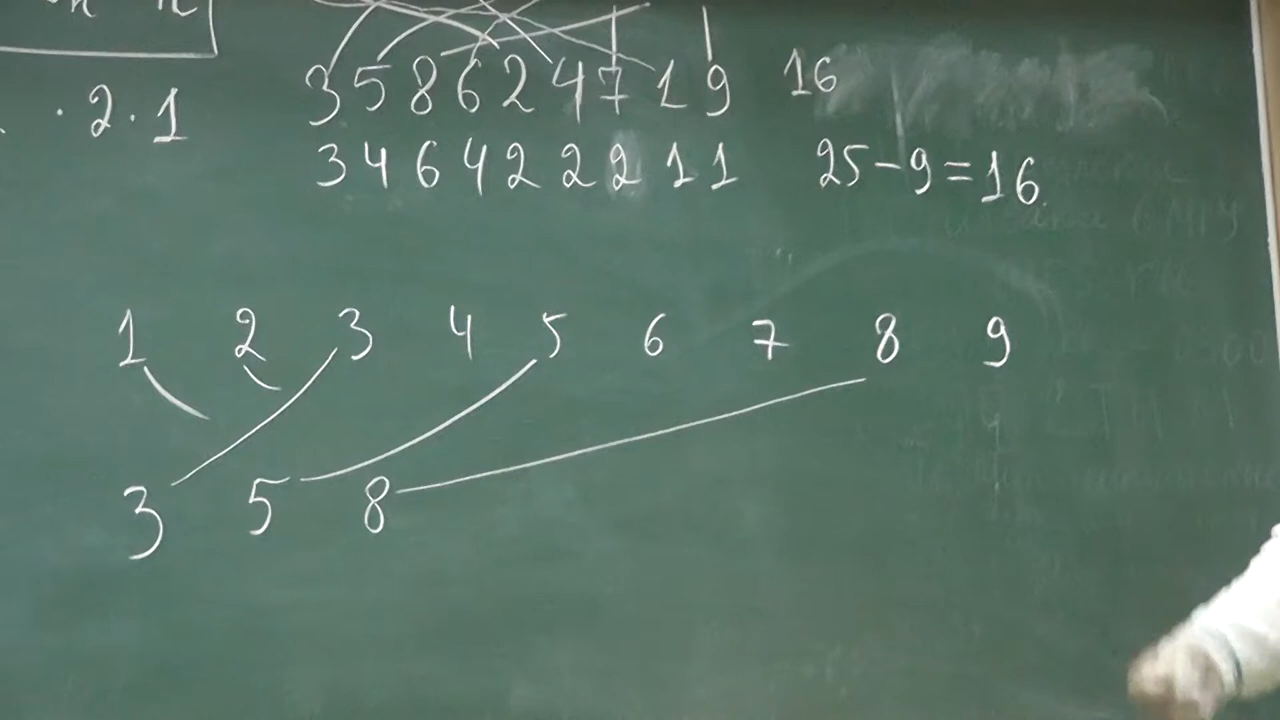 · 2 · 1
3 5 8 6 2 4 7 1 9 16
3 4 6 4 2 2 2 1 1 25 - 9 = 16
1 2 3 4 5 6 7 8 9
3 5 8